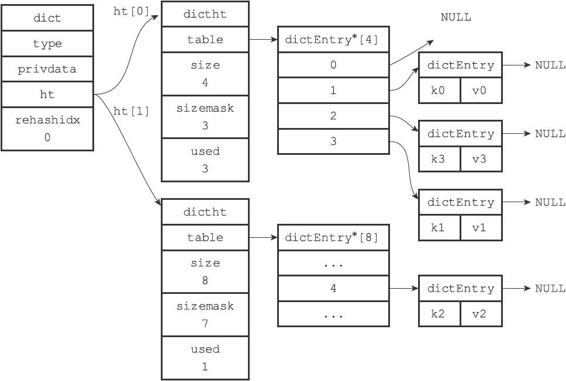 dict
type
privdata
ht
rehashidx
0
ht[0]
ht[1]
dictht
table
size
4
sizemask
3
used
3
dictEntry*[4]
0
1
2
3
NULL
dictEntry
k0 v0
NULL
dictEntry
k3 v3
NULL
dictEntry
k1 v1
NULL
dictht
table
size
8
sizemask
7
used
1
dictEntry*[8]
...
4
...
dictEntry
k2 v2
NULL